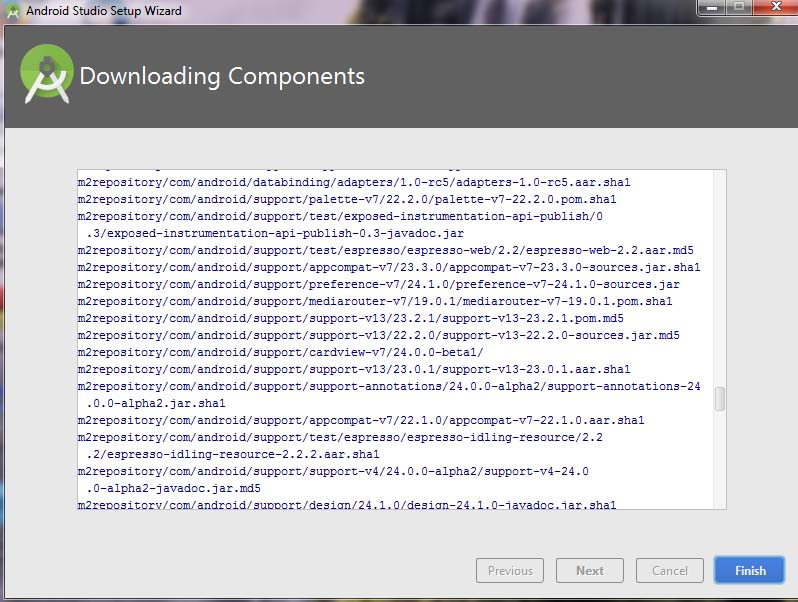 Android Studio Setup Wizard
Downloading Components
m2repository/com/android/databinding/adapters/1.0-rc5/adapters-1.0-rc5.aar.sha1
m2repository/com/android/support/palette-v7/22.2.0/palette-v7-22.2.0.pom.sha1
m2repository/com/android/support/test/exposed-instrumentation-api-publish/0
.3/exposed-instrumentation-api-publish-0.3-javadoc.jar
m2repository/com/android/support/test/espresso/espresso-web/2.2/espresso-web-2.2.aar.md5
m2repository/com/android/support/appcompat-v7/23.3.0/appcompat-v7-23.3.0-sources.jar.sha1
m2repository/com/android/support/preference-v7/24.1.0/preference-v7-24.1.0-sources.jar
m2repository/com/android/support/mediarouter-v7/19.0.1/mediarouter-v7-19.0.1.pom.sha1
m2repository/com/android/support/support-v13/23.2.1/support-v13-23.2.1.pom.md5
m2repository/com/android/support/support-v13/22.2.0/support-v13-22.2.0-sources.jar.md5
m2repository/com/android/support/cardview-v7/24.0.0-beta1/
m2repository/com/android/support/support-v13/23.0.1/support-v13-23.0.1.aar.sha1
m2repository/com/android/support/support-annotations/24.0.0-alpha2/support-annotations-24
.0.0-alpha2.jar.sha1
m2repository/com/android/support/appcompat-v7/22.1.0/appcompat-v7-22.1.0.aar.sha1
m2repository/com/android/support/test/espresso/espresso-idling-resource/2.2
.2/espresso-idling-resource-2.2.2.aar.sha1
m2repository/com/android/support/support-v4/24.0.0-alpha2/support-v4-24.0
.0-alpha2-javadoc.jar.md5
m2repository/com/android/support/design/24.1.0/design-24.1.0-javadoc.jar.sha1
Previous
Next
Cancel
Finish